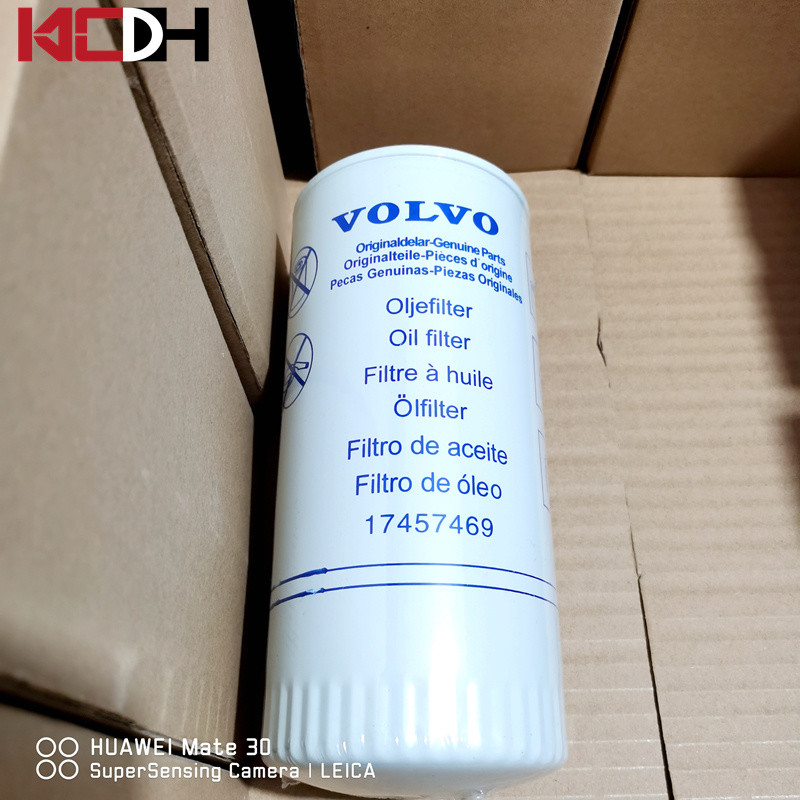 KCDH
VOLVO
Originaldelar-Genuine Parts
Originalteile-Pièces d'origine
Pecas Genuinas-Piezas Originales
Oljefilter
Oil filter
Filtre à huile
Ölfilter
Filtro de aceite
Filtro de óleo
17457469
HUAWEI Mate 30
SuperSensing Camera | LEICA